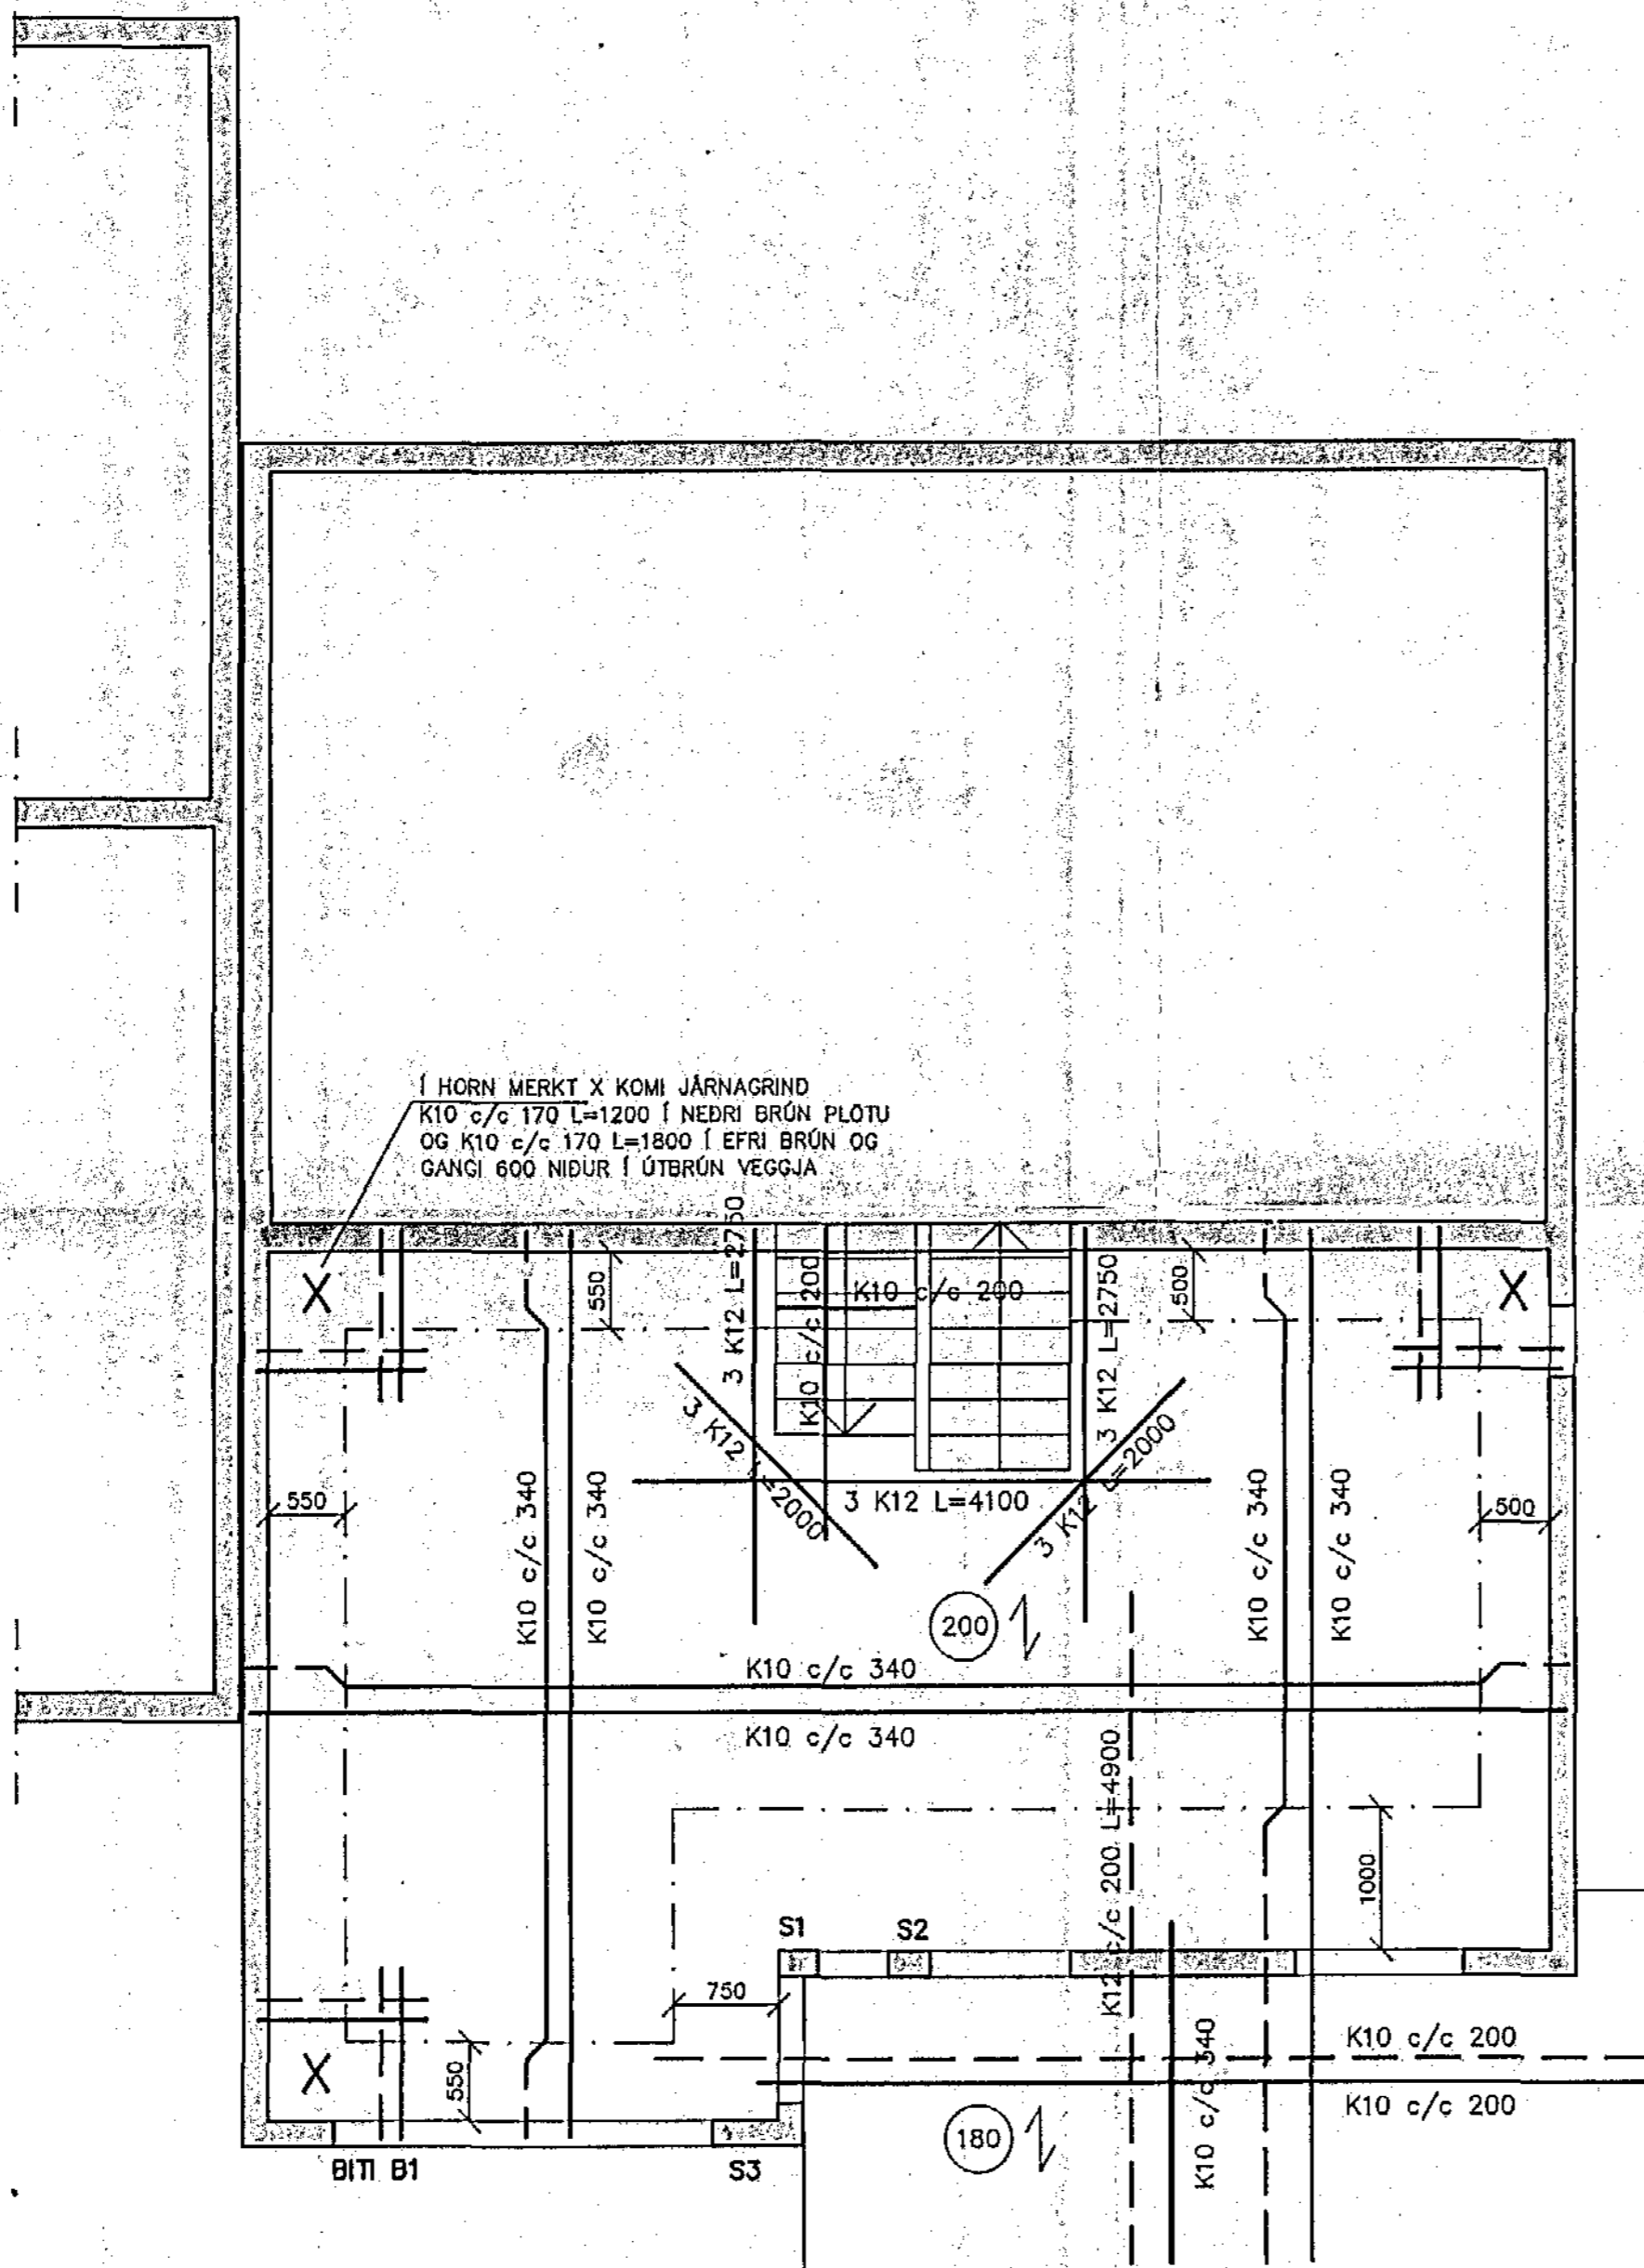 Í HORN MERKT X KOMI JÁRNAGRIND
K10 c/c 170 L=1200 Í NEÐRI BRÚN PLÖTU
OG K10 c/c 170 L=1800 Í EFRI BRÚN OG
GANGI 600 NIÐUR Í ÚTBRÚN VEGGJA
X
550
3 K12 L=2750
K10 c/c 200
K10 c/c 200
3 K12 L=2750
500
X
550
K10 c/c 340
K10 c/c 340
3 K12 L=2000
3 K12 L=4100
3 K12 L=2000
K10 c/c 340
K10 c/c 340
500
200
K10 c/c 340
K10 c/c 340
K12 c/c 200 L=4900
1000
S1
S2
750
X
550
K10 c/c 340
K10 c/c 200
K10 c/c 200
180
BITI B1
S3